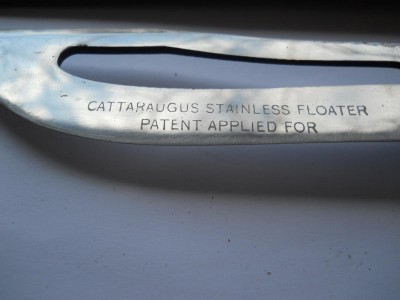 CATTARAUGUS STAINLESS FLOATER
PATENT APPLIED FOR